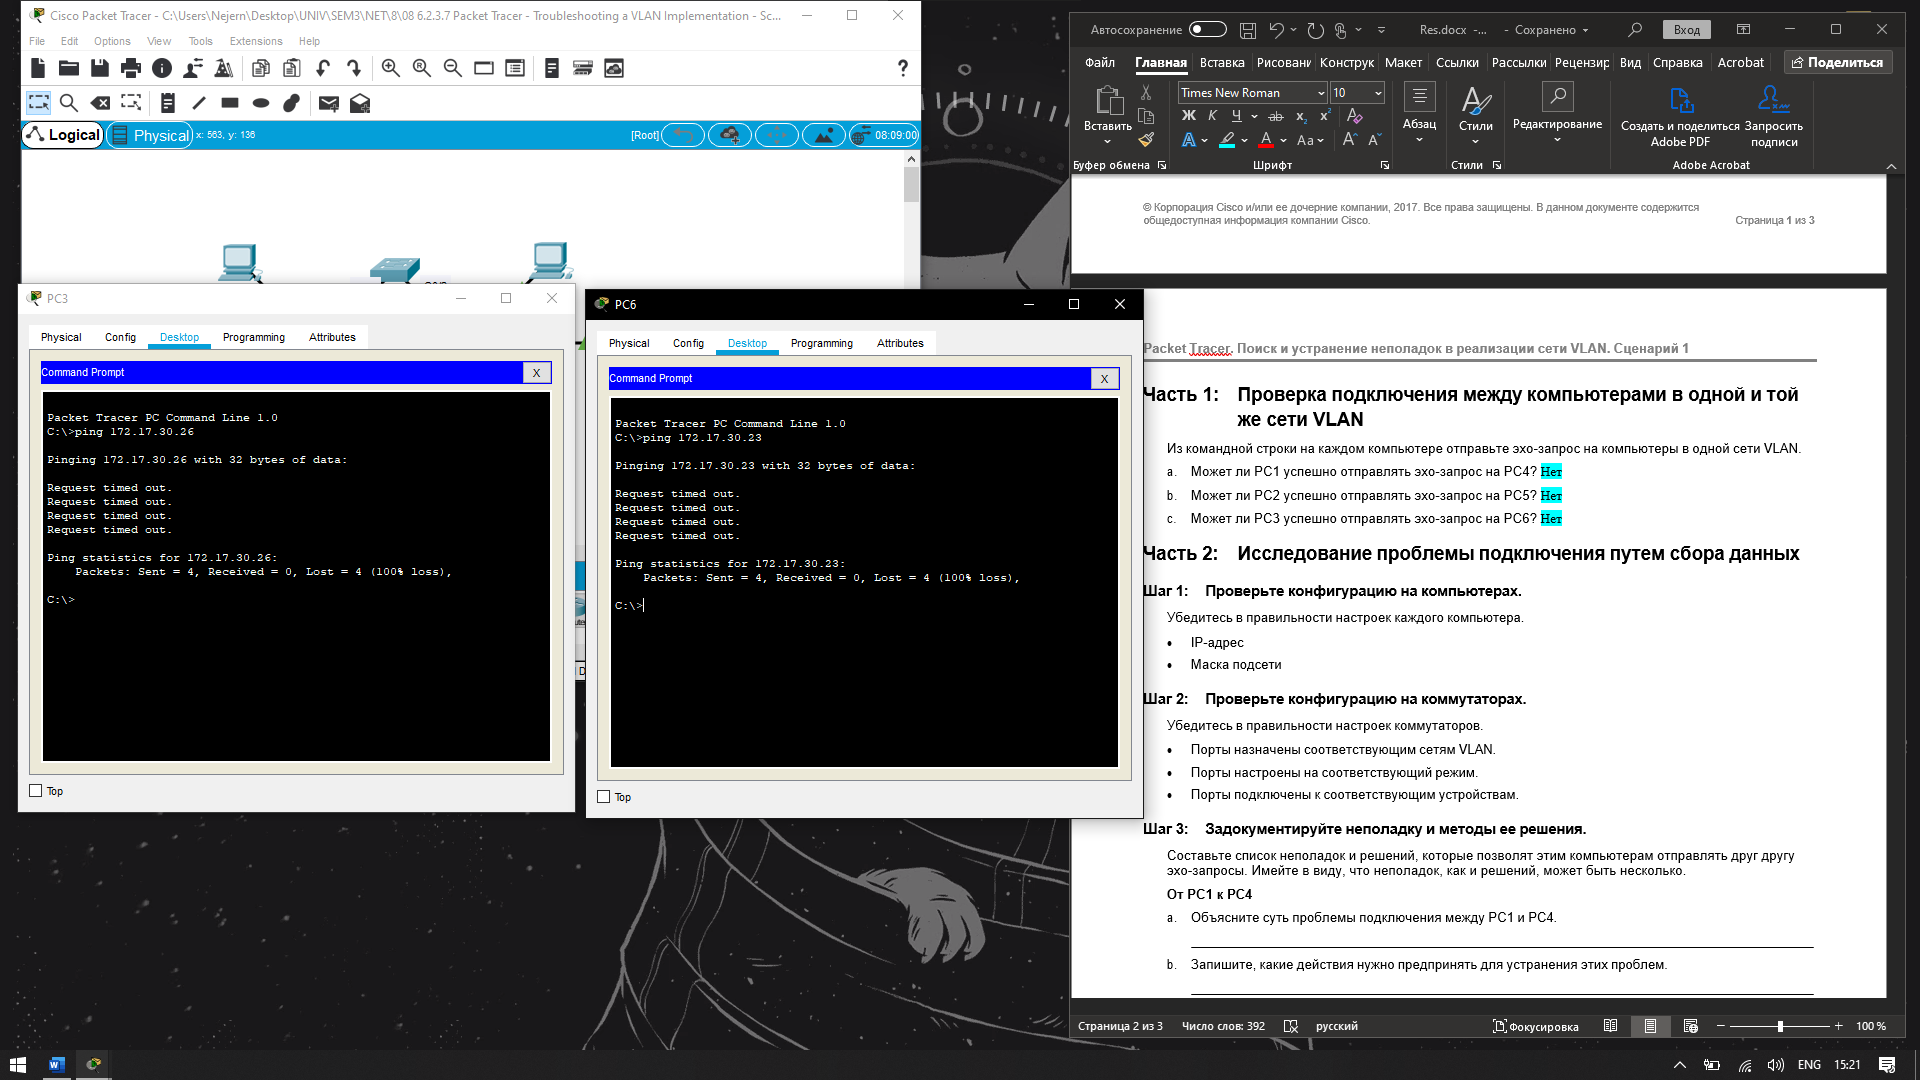 Cisco Packet Tracer - C:\Users\Nejern\Desktop\UNIV\SEM3\NET\8\08 6.2.3.7 Packet Tracer - Troubleshooting a VLAN Implementation - Sc...
File Edit Options View Tools Extensions Help
?
Logical Physical x: 563, y: 136 [Root] 08:09:00
PC3
Physical Config Desktop Programming Attributes
Command Prompt X
Packet Tracer PC Command Line 1.0
C:\>ping 172.17.30.26
Pinging 172.17.30.26 with 32 bytes of data:
Request timed out.
Request timed out.
Request timed out.
Request timed out.
Ping statistics for 172.17.30.26:
Packets: Sent = 4, Received = 0, Lost = 4 (100% loss),
C:\>
Top
PC6
Physical Config Desktop Programming Attributes
Command Prompt X
Packet Tracer PC Command Line 1.0
C:\>ping 172.17.30.23
Pinging 172.17.30.23 with 32 bytes of data:
Request timed out.
Request timed out.
Request timed out.
Request timed out.
Ping statistics for 172.17.30.23:
Packets: Sent = 4, Received = 0, Lost = 4 (100% loss),
C:\>
Top
Автосохранение Res.docx -... - Сохранено Вход
Файл Главная Вставка Рисовани Конструк Макет Ссылки Рассылки Рецензир Вид Справка Acrobat Поделиться
Times New Roman 10
Вставить Ж К Ч ab x₂ x² Абзац Стили Редактирование Создать и поделиться Adobe PDF Запросить подписи
A A Aa A A
Буфер обмена Шрифт Стили Adobe Acrobat
© Корпорация Cisco и/или ее дочерние компании, 2017. Все права защищены. В данном документе содержится
общедоступная информация компании Cisco. Страница 1 из 3
Packet Tracer. Поиск и устранение неполадок в реализации сети VLAN. Сценарий 1
Часть 1: Проверка подключения между компьютерами в одной и той
же сети VLAN
Из командной строки на каждом компьютере отправьте эхо-запрос на компьютеры в одной сети VLAN.
a. Может ли PC1 успешно отправлять эхо-запрос на PC4? Нет
b. Может ли PC2 успешно отправлять эхо-запрос на PC5? Нет
c. Может ли PC3 успешно отправлять эхо-запрос на PC6? Нет
Часть 2: Исследование проблемы подключения путем сбора данных
Шаг 1: Проверьте конфигурацию на компьютерах.
Убедитесь в правильности настроек каждого компьютера.
• IP-адрес
• Маска подсети
Шаг 2: Проверьте конфигурацию на коммутаторах.
Убедитесь в правильности настроек коммутаторов.
• Порты назначены соответствующим сетям VLAN.
• Порты настроены на соответствующий режим.
• Порты подключены к соответствующим устройствам.
Шаг 3: Задокументируйте неполадку и методы ее решения.
Составьте список неполадок и решений, которые позволят этим компьютерам отправлять друг другу
эхо-запросы. Имейте в виду, что неполадок, как и решений, может быть несколько.
От PC1 к PC4
a. Объясните суть проблемы подключения между PC1 и PC4.
b. Запишите, какие действия нужно предпринять для устранения этих проблем.
Страница 2 из 3 Число слов: 392 русский Фокусировка 100 %
ENG 15:21